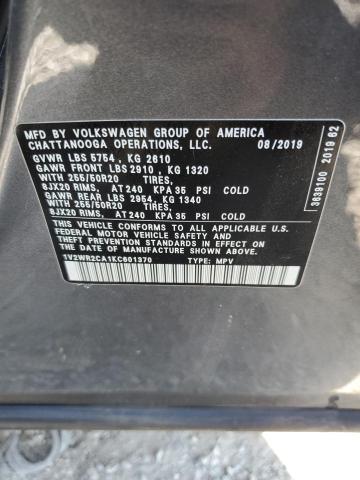 MFD BY VOLKSWAGEN GROUP OF AMERICA
CHATTANOOGA OPERATIONS, LLC. 08/2019
GVWR LBS 5754 , KG 2610
GAWR FRONT LBS 2910 , KG 1320
WITH 255/50R20 TIRES,
8JX20 RIMS, AT 240 KPA 35 PSI COLD
GAWR REAR LBS 2954 , KG 1340
WITH 255/50R20 TIRES,
8JX20 RIMS, AT 240 KPA 35 PSI COLD
THIS VEHICLE CONFORMS TO ALL APPLICABLE U.S.
FEDERAL MOTOR VEHICLE SAFETY AND THEFT
PREVENTION STANDARDS IN EFFECT ON THE
DATE OF MANUFACTURE SHOWN ABOVE.
1V2WR2CA1KC601370 TYPE: MPV
3639100 2019 62